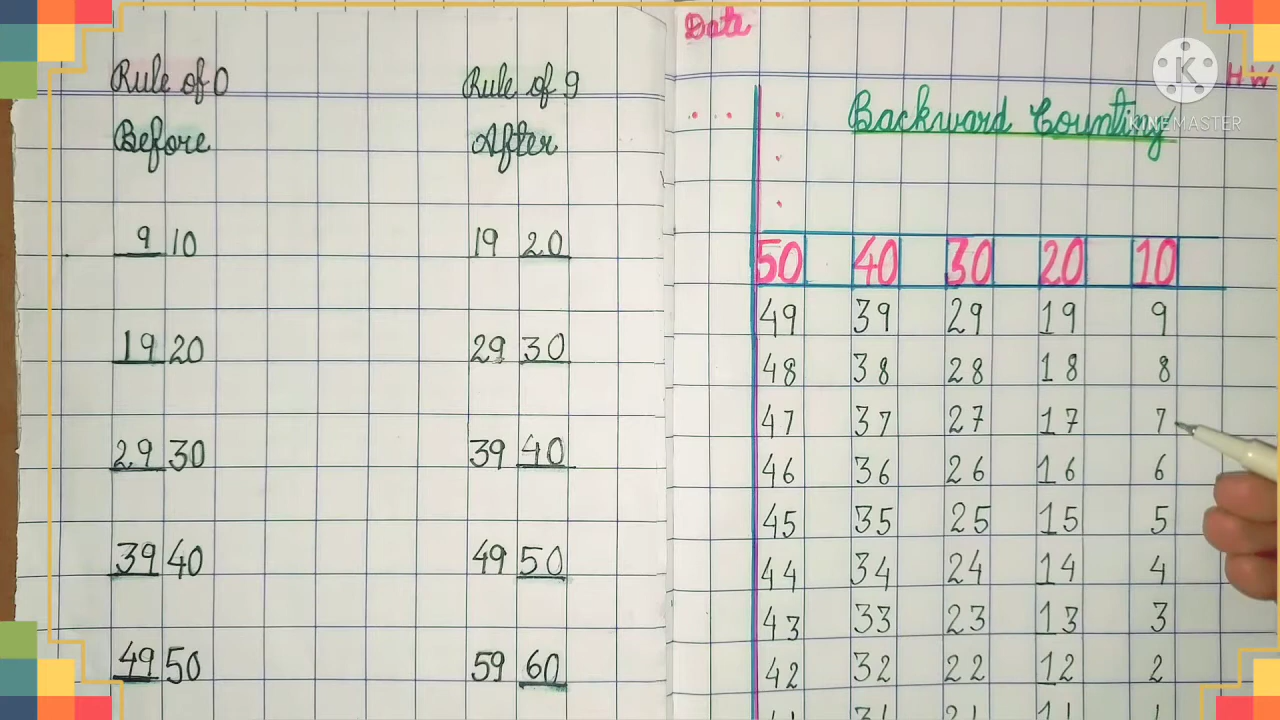 Rule of 0
Before
9 10
19 20
29 30
39 40
49 50
Rule of 9
After
19 20
29 30
39 40
49 50
59 60
Date
H.W
K
KINEMASTER
Backward Counting
50 40 30 20 10
49 39 29 19 9
48 38 28 18 8
47 37 27 17 7
46 36 26 16 6
45 35 25 15 5
44 34 24 14 4
43 33 23 13 3
42 32 22 12 2